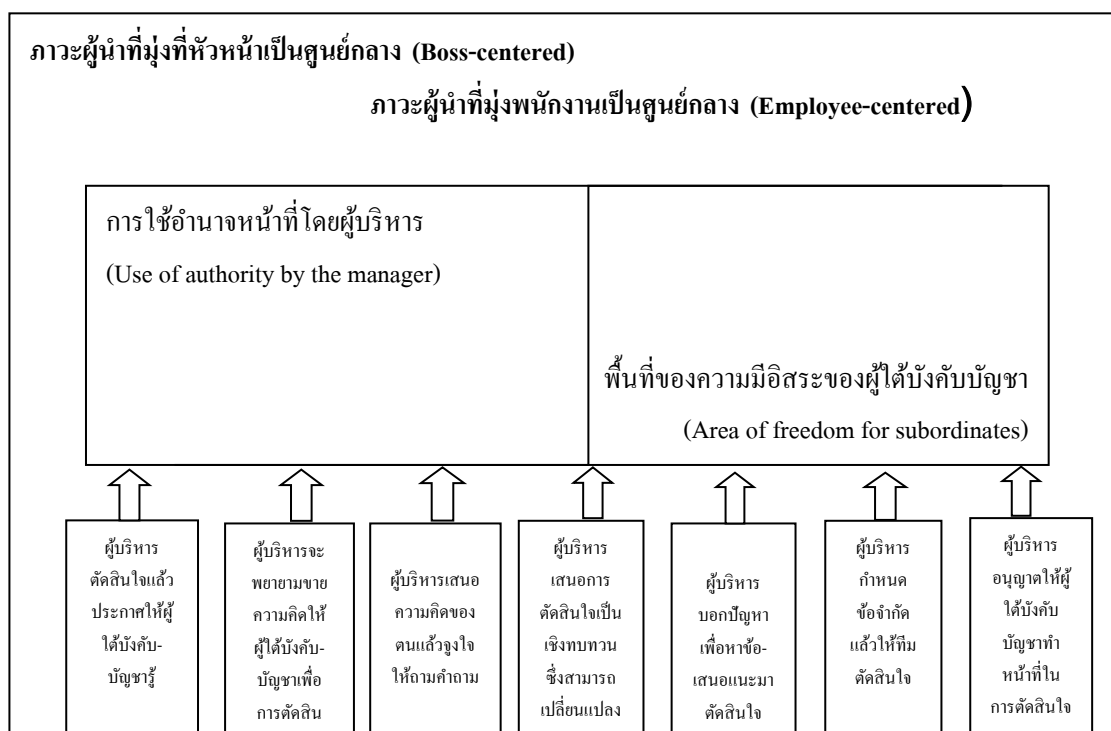 ภาวะผู้นำที่มุ่งที่หัวหน้าเป็นศูนย์กลาง (Boss-centered)
ภาวะผู้นำที่มุ่งพนักงานเป็นศูนย์กลาง (Employee-centered)
การใช้อำนาจหน้าที่โดยผู้บริหาร
(Use of authority by the manager)
พื้นที่ของความมีอิสระของผู้ใต้บังคับบัญชา
(Area of freedom for subordinates)
ผู้บริหาร
ตัดสินใจแล้ว
ประกาศให้ผู้
ใต้บังคับ-
บัญชารู้
ผู้บริหารจะ
พยายามขาย
ความคิดให้
ผู้ใต้บังคับ-
บัญชาเพื่อ
การตัดสิน
ผู้บริหารเสนอ
ความคิดของ
ตนแล้วจูงใจ
ให้ถามคำถาม
ผู้บริหาร
เสนอการ
ตัดสินใจเป็น
เชิงทบทวน
ซึ่งสามารถ
เปลี่ยนแปลง
ผู้บริหาร
บอกปัญหา
เพื่อหาข้อ-
เสนอแนะมา
ตัดสินใจ
ผู้บริหาร
กำหนด
ข้อจำกัด
แล้วให้ทีม
ตัดสินใจ
ผู้บริหาร
อนุญาตให้ผู้
ใต้บังคับ
บัญชาทำ
หน้าที่ใน
การตัดสินใจ